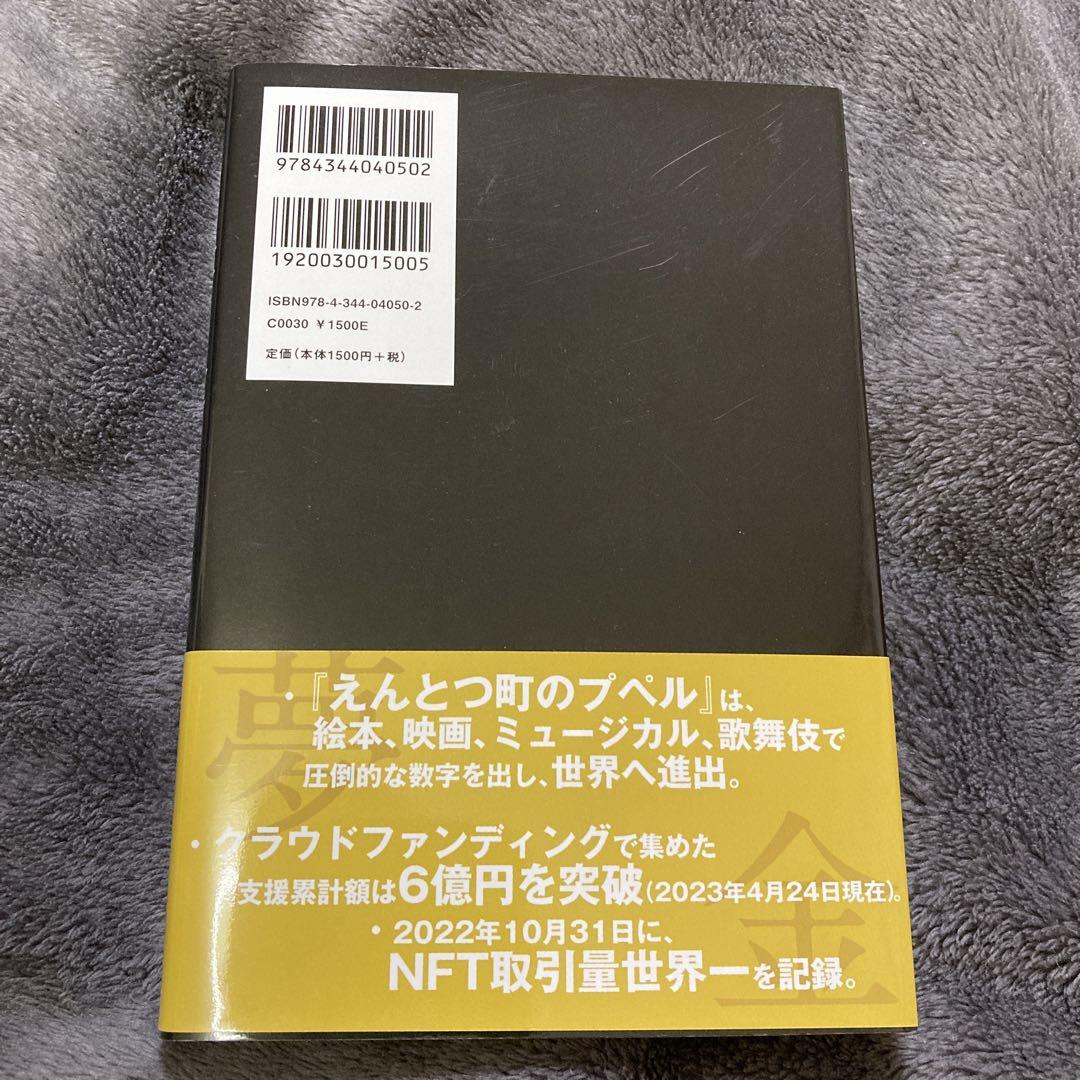 9784344040502
1920030015005
ISBN978-4-344-04050-2
C0030 ¥1500E
定価(本体1500円+税)
夢
・『えんとつ町のプペル』は、
絵本、映画、ミュージカル、歌舞伎で
圧倒的な数字を出し、世界へ進出。
・クラウドファンディングで集めた
支援累計額は6億円を突破(2023年4月24日現在)。
・2022年10月31日に、
NFT取引量世界一を記録。
金